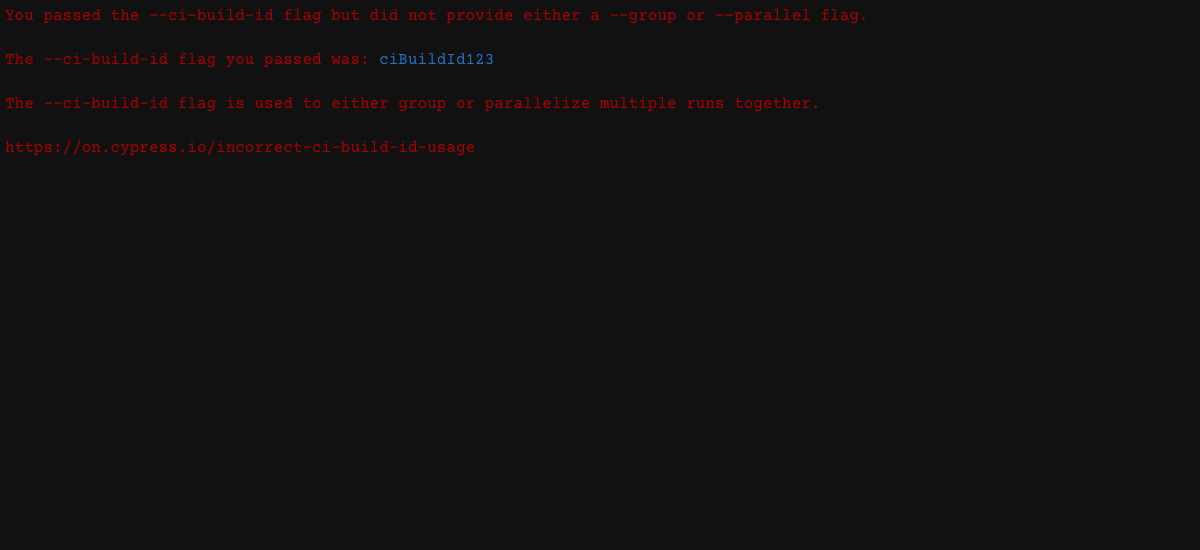 You passed the --ci-build-id flag but did not provide either a --group or --parallel flag.
The --ci-build-id flag you passed was: ciBuildId123
The --ci-build-id flag is used to either group or parallelize multiple runs together.
https://on.cypress.io/incorrect-ci-build-id-usage